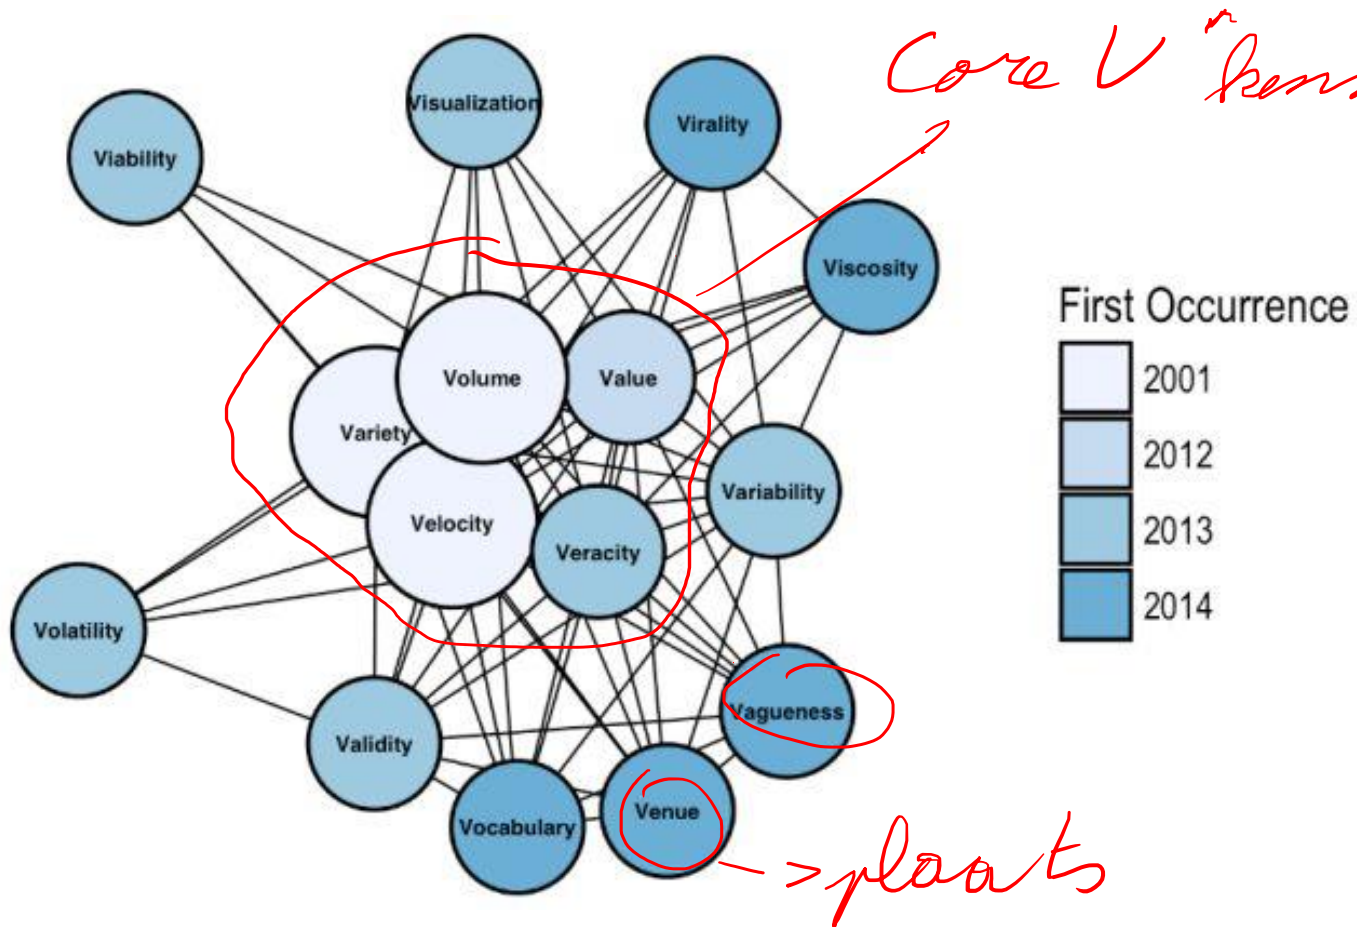 Core V
Visualization
Virality
Viability
Viscosity
First Occurrence
2001
Volume
Value
Variety
2012
Variability
Velocity
2013
Veracity
2014
Volatility
Vagueness
Validity
Venue
Vocabulary
->plaats